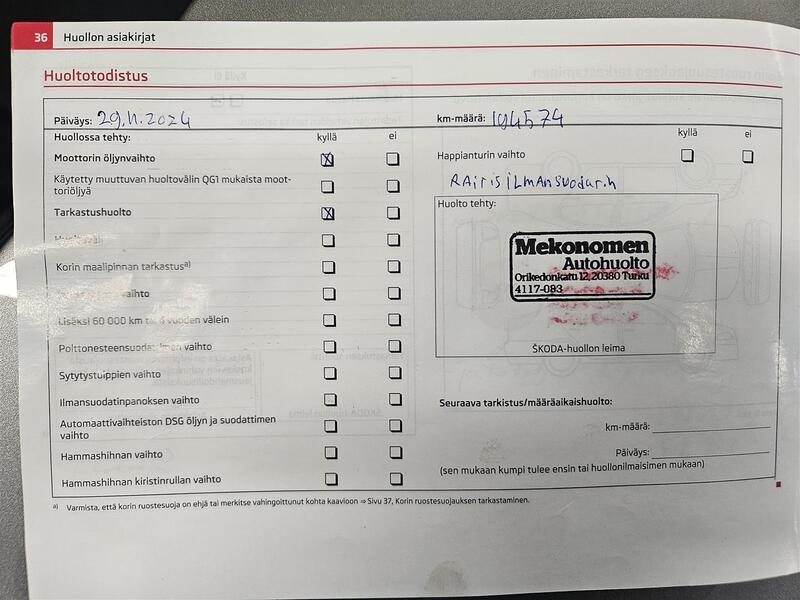 36 Huollon asiakirjat
Huoltotodistus
Päiväys: 29.11.2024
km-määrä: 194574
Huollossa tehty: kyllä ei
kyllä ei
Moottorin öljynvaihto
Happianturin vaihto
Käytetty muuttuvan huoltovälin QG1 mukaista moot-
toriöljyä
RAitisiLmAnSuodat.n
Tarkastushuolto
Huolto tehty:
Mekonomen
Autohuolto
Orikedonkatu 12, 20380 Turku
4117-083
Korin maalipinnan tarkastus a)
vaihto
Lisäksi 60 000 km vuoden välein
Polttonesteensuodattimen vaihto
ŠKODA-huollon leima
Sytytystulppien vaihto
Ilmansuodatinpanoksen vaihto
Seuraava tarkistus/määräaikaishuolto:
Automaattivaihteiston DSG öljyn ja suodattimen
vaihto
km-määrä:
Hammashihnan vaihto
Päiväys:
(sen mukaan kumpi tulee ensin tai huollonilmaisimen mukaan)
Hammashihnan kiristinrullan vaihto
a) Varmista, että korin ruostesuoja on ehjä tai merkitse vahingoittunut kohta kaavioon ⇒ Sivu 37, Korin ruostesuojauksen tarkastaminen.